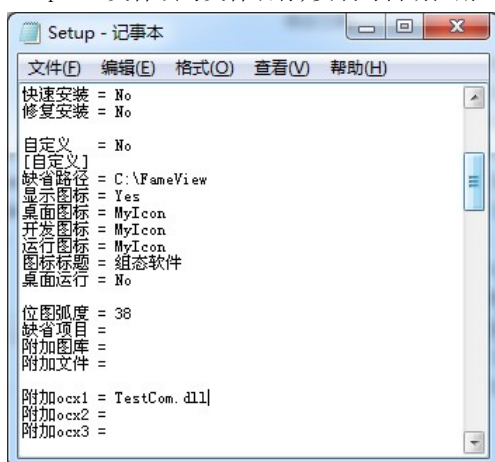 Setup - 记事本
文件(F) 编辑(E) 格式(O) 查看(V) 帮助(H)
快速安装 = No
修复安装 = No
自定义 = No
[自定义]
缺省路径 = C:\FameView
显示图标 = Yes
桌面图标 = MyIcon
开发图标 = MyIcon
运行图标 = MyIcon
图标标题 = 组态软件
桌面运行 = No
位图弧度 = 38
缺省项目 =
附加图库 =
附加文件 =
附加ocx1 = TestCom.dll
附加ocx2 =
附加ocx3 =